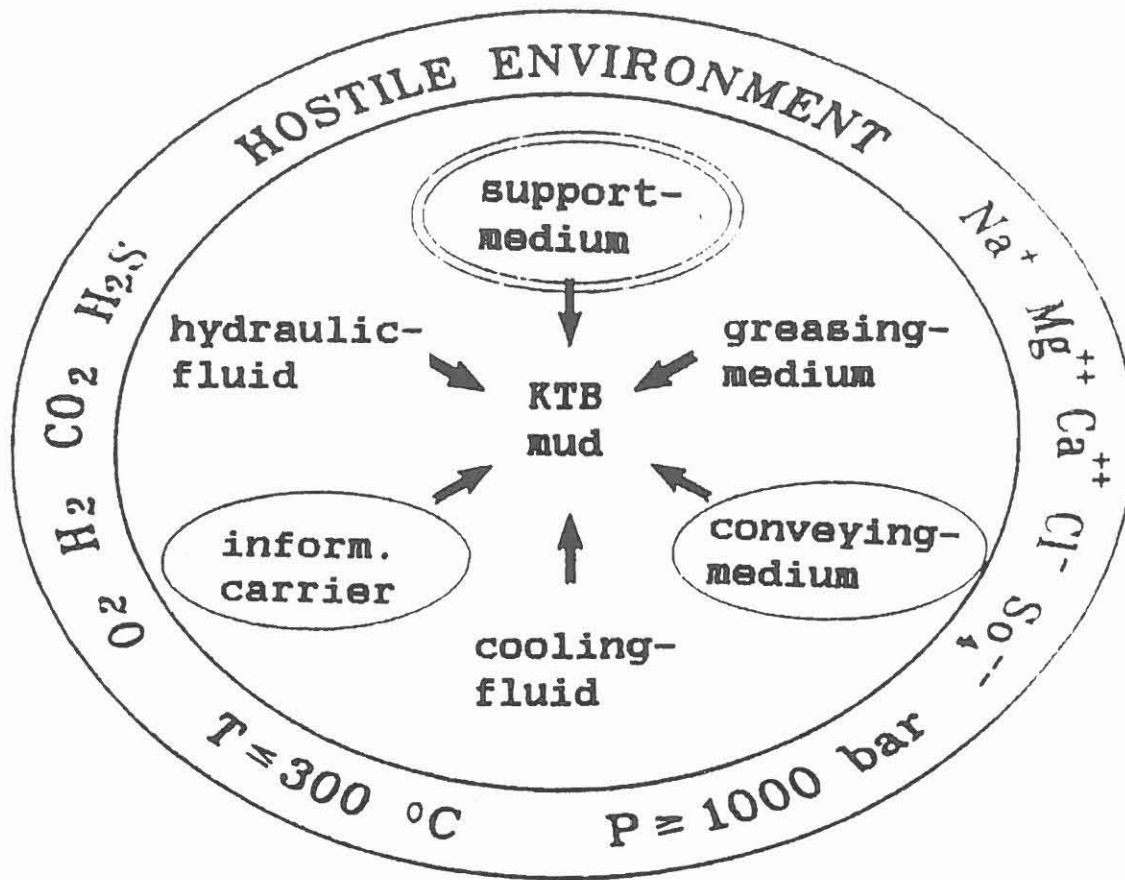 HOSTILE ENVIRONMENT
support-
medium
hydraulic-
fluid
greasing-
medium
KTB
mud
inform.
carrier
conveying-
medium
cooling-
fluid
O2 H2 CO2 H2S
Na+ Mg++ Ca++ Cl- So4--
T ≤ 300 °C
P ≥ 1000 bar